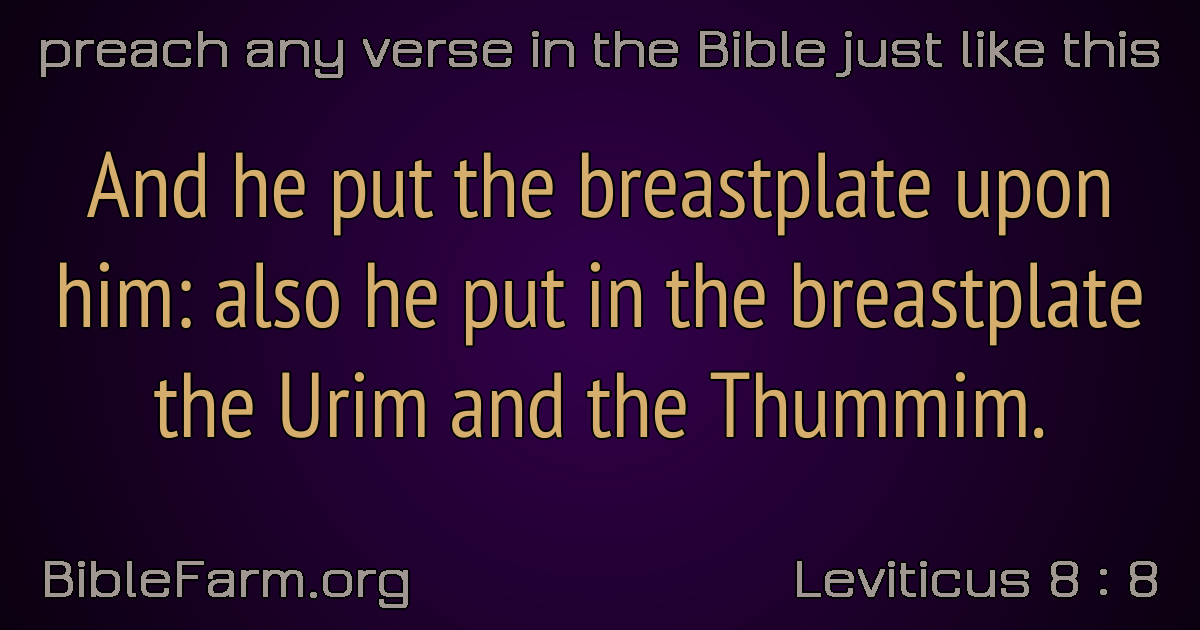 preach any verse in the Bible just like this
And he put the breastplate upon
him: also he put in the breastplate
the Urim and the Thummim.
BibleFarm.org
Leviticus 8 : 8